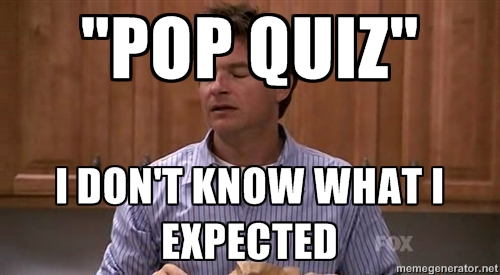 "POP QUIZ"
I DON'T KNOW WHAT I
EXPECTED
FOX
memegenerator.net